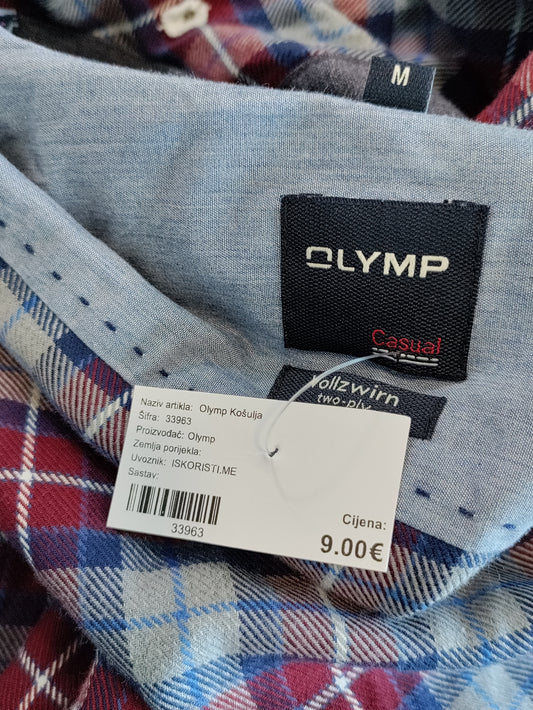 M
OLYMP
Casual
Vollzwirn
two-ply
Naziv artikla: Olymp Košulja
Šifra: 33963
Proizvođač: Olymp
Zemlja porijekla:
Uvoznik: ISKORISTI.ME
Sastav:
33963
Cijena:
9.00€